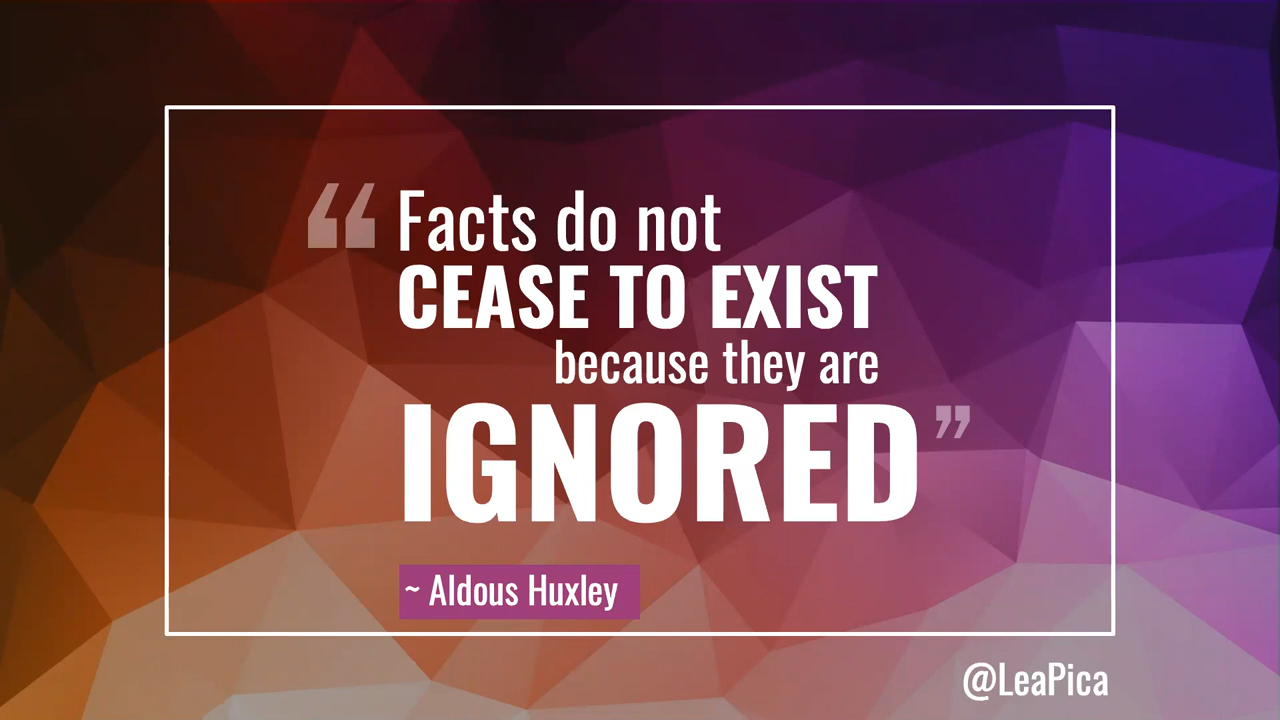 “Facts do not
CEASE TO EXIST
because they are
IGNORED”
~ Aldous Huxley
@LeaPica